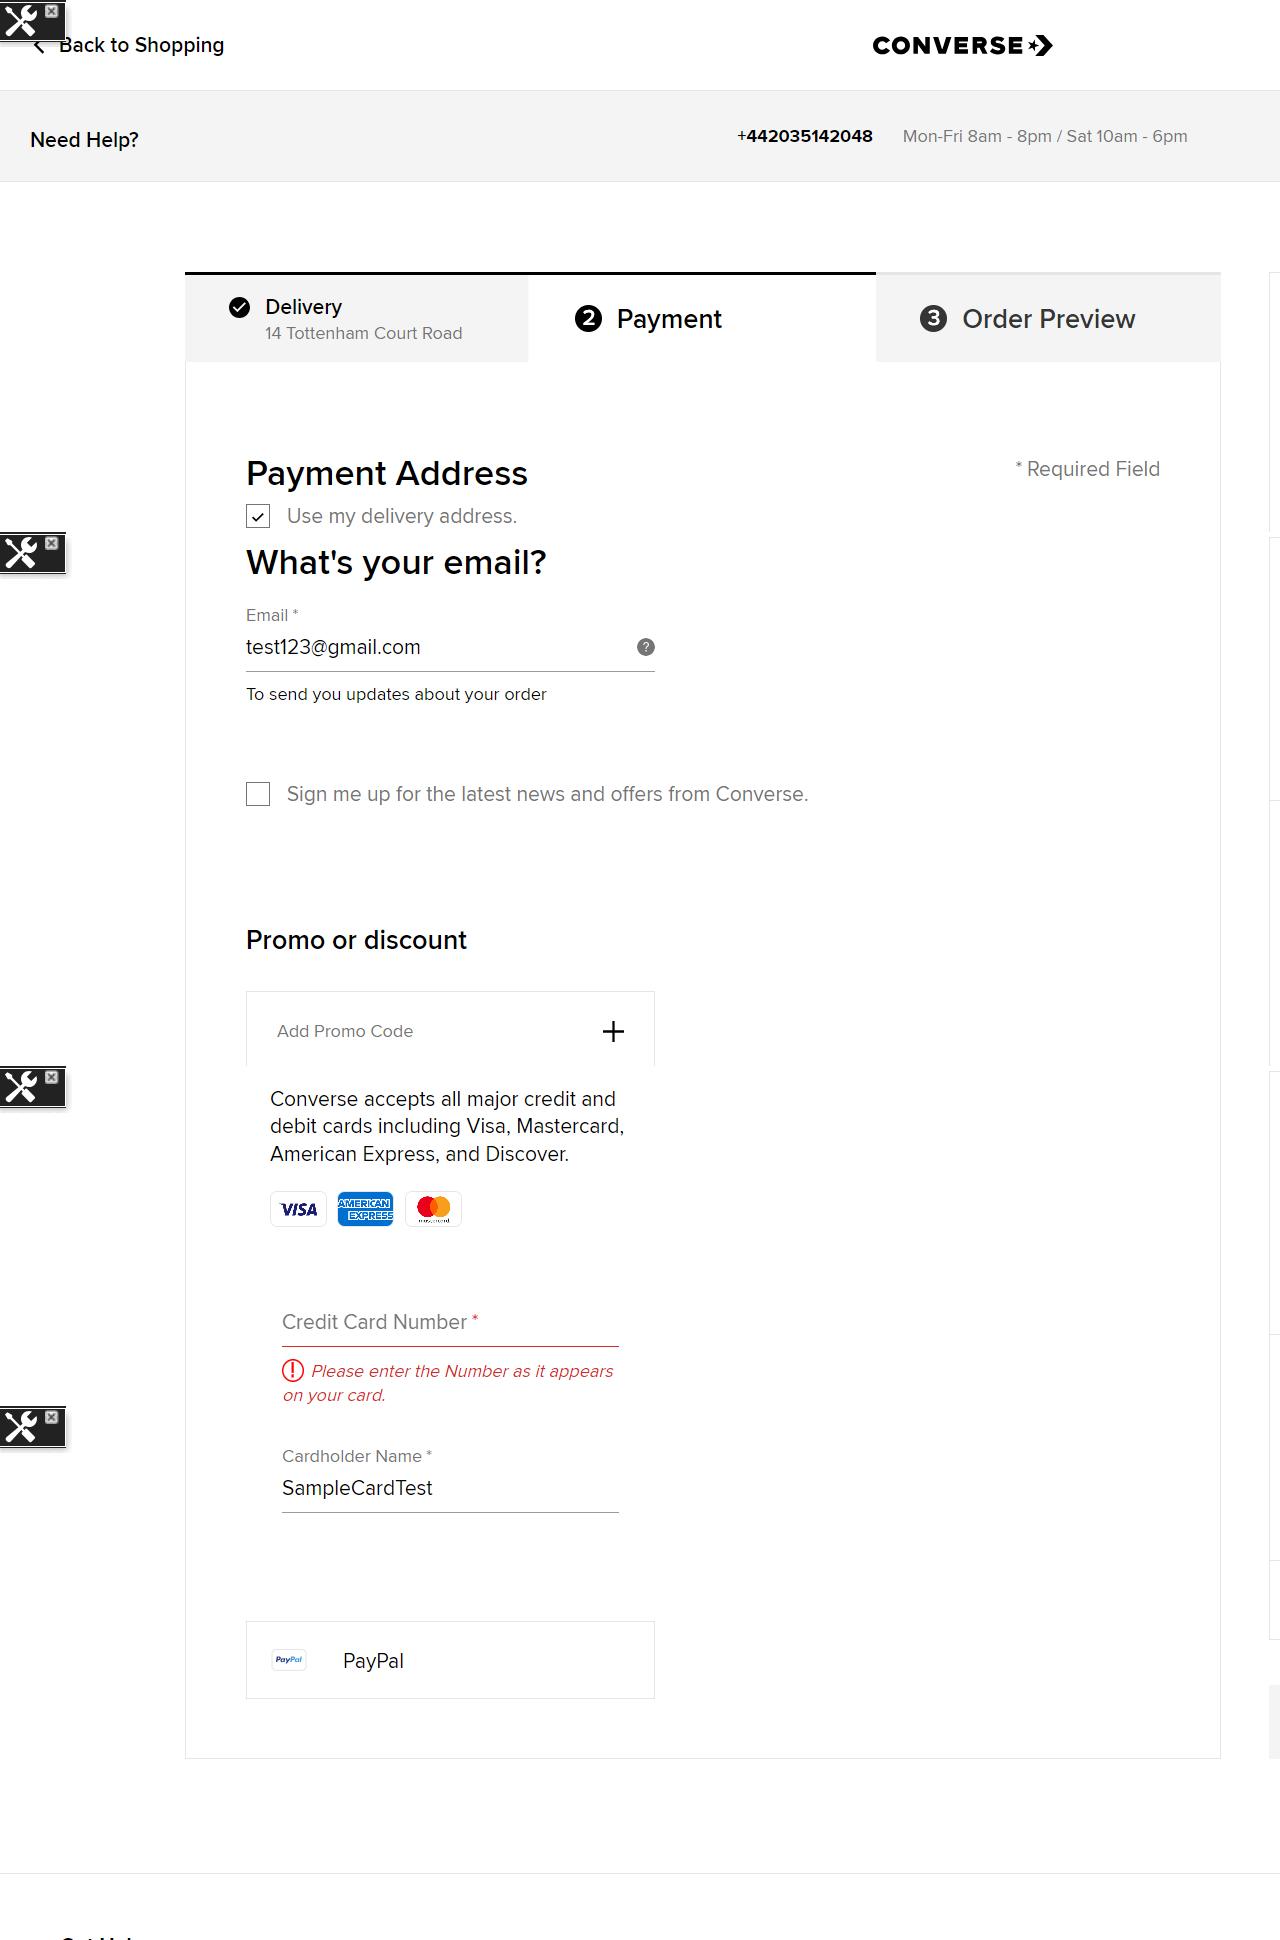 Back to Shopping
CONVERSE
Need Help?
+442035142048 Mon-Fri 8am - 8pm / Sat 10am - 6pm
Delivery
14 Tottenham Court Road
2 Payment
3 Order Preview
Payment Address
* Required Field
Use my delivery address.
What's your email?
Email *
test123@gmail.com
?
To send you updates about your order
Sign me up for the latest news and offers from Converse.
Promo or discount
Add Promo Code
Converse accepts all major credit and
debit cards including Visa, Mastercard,
American Express, and Discover.
VISA
AMERICAN
EXPRESS
mastercard
Credit Card Number *
Please enter the Number as it appears
on your card.
Cardholder Name *
SampleCardTest
PayPal PayPal